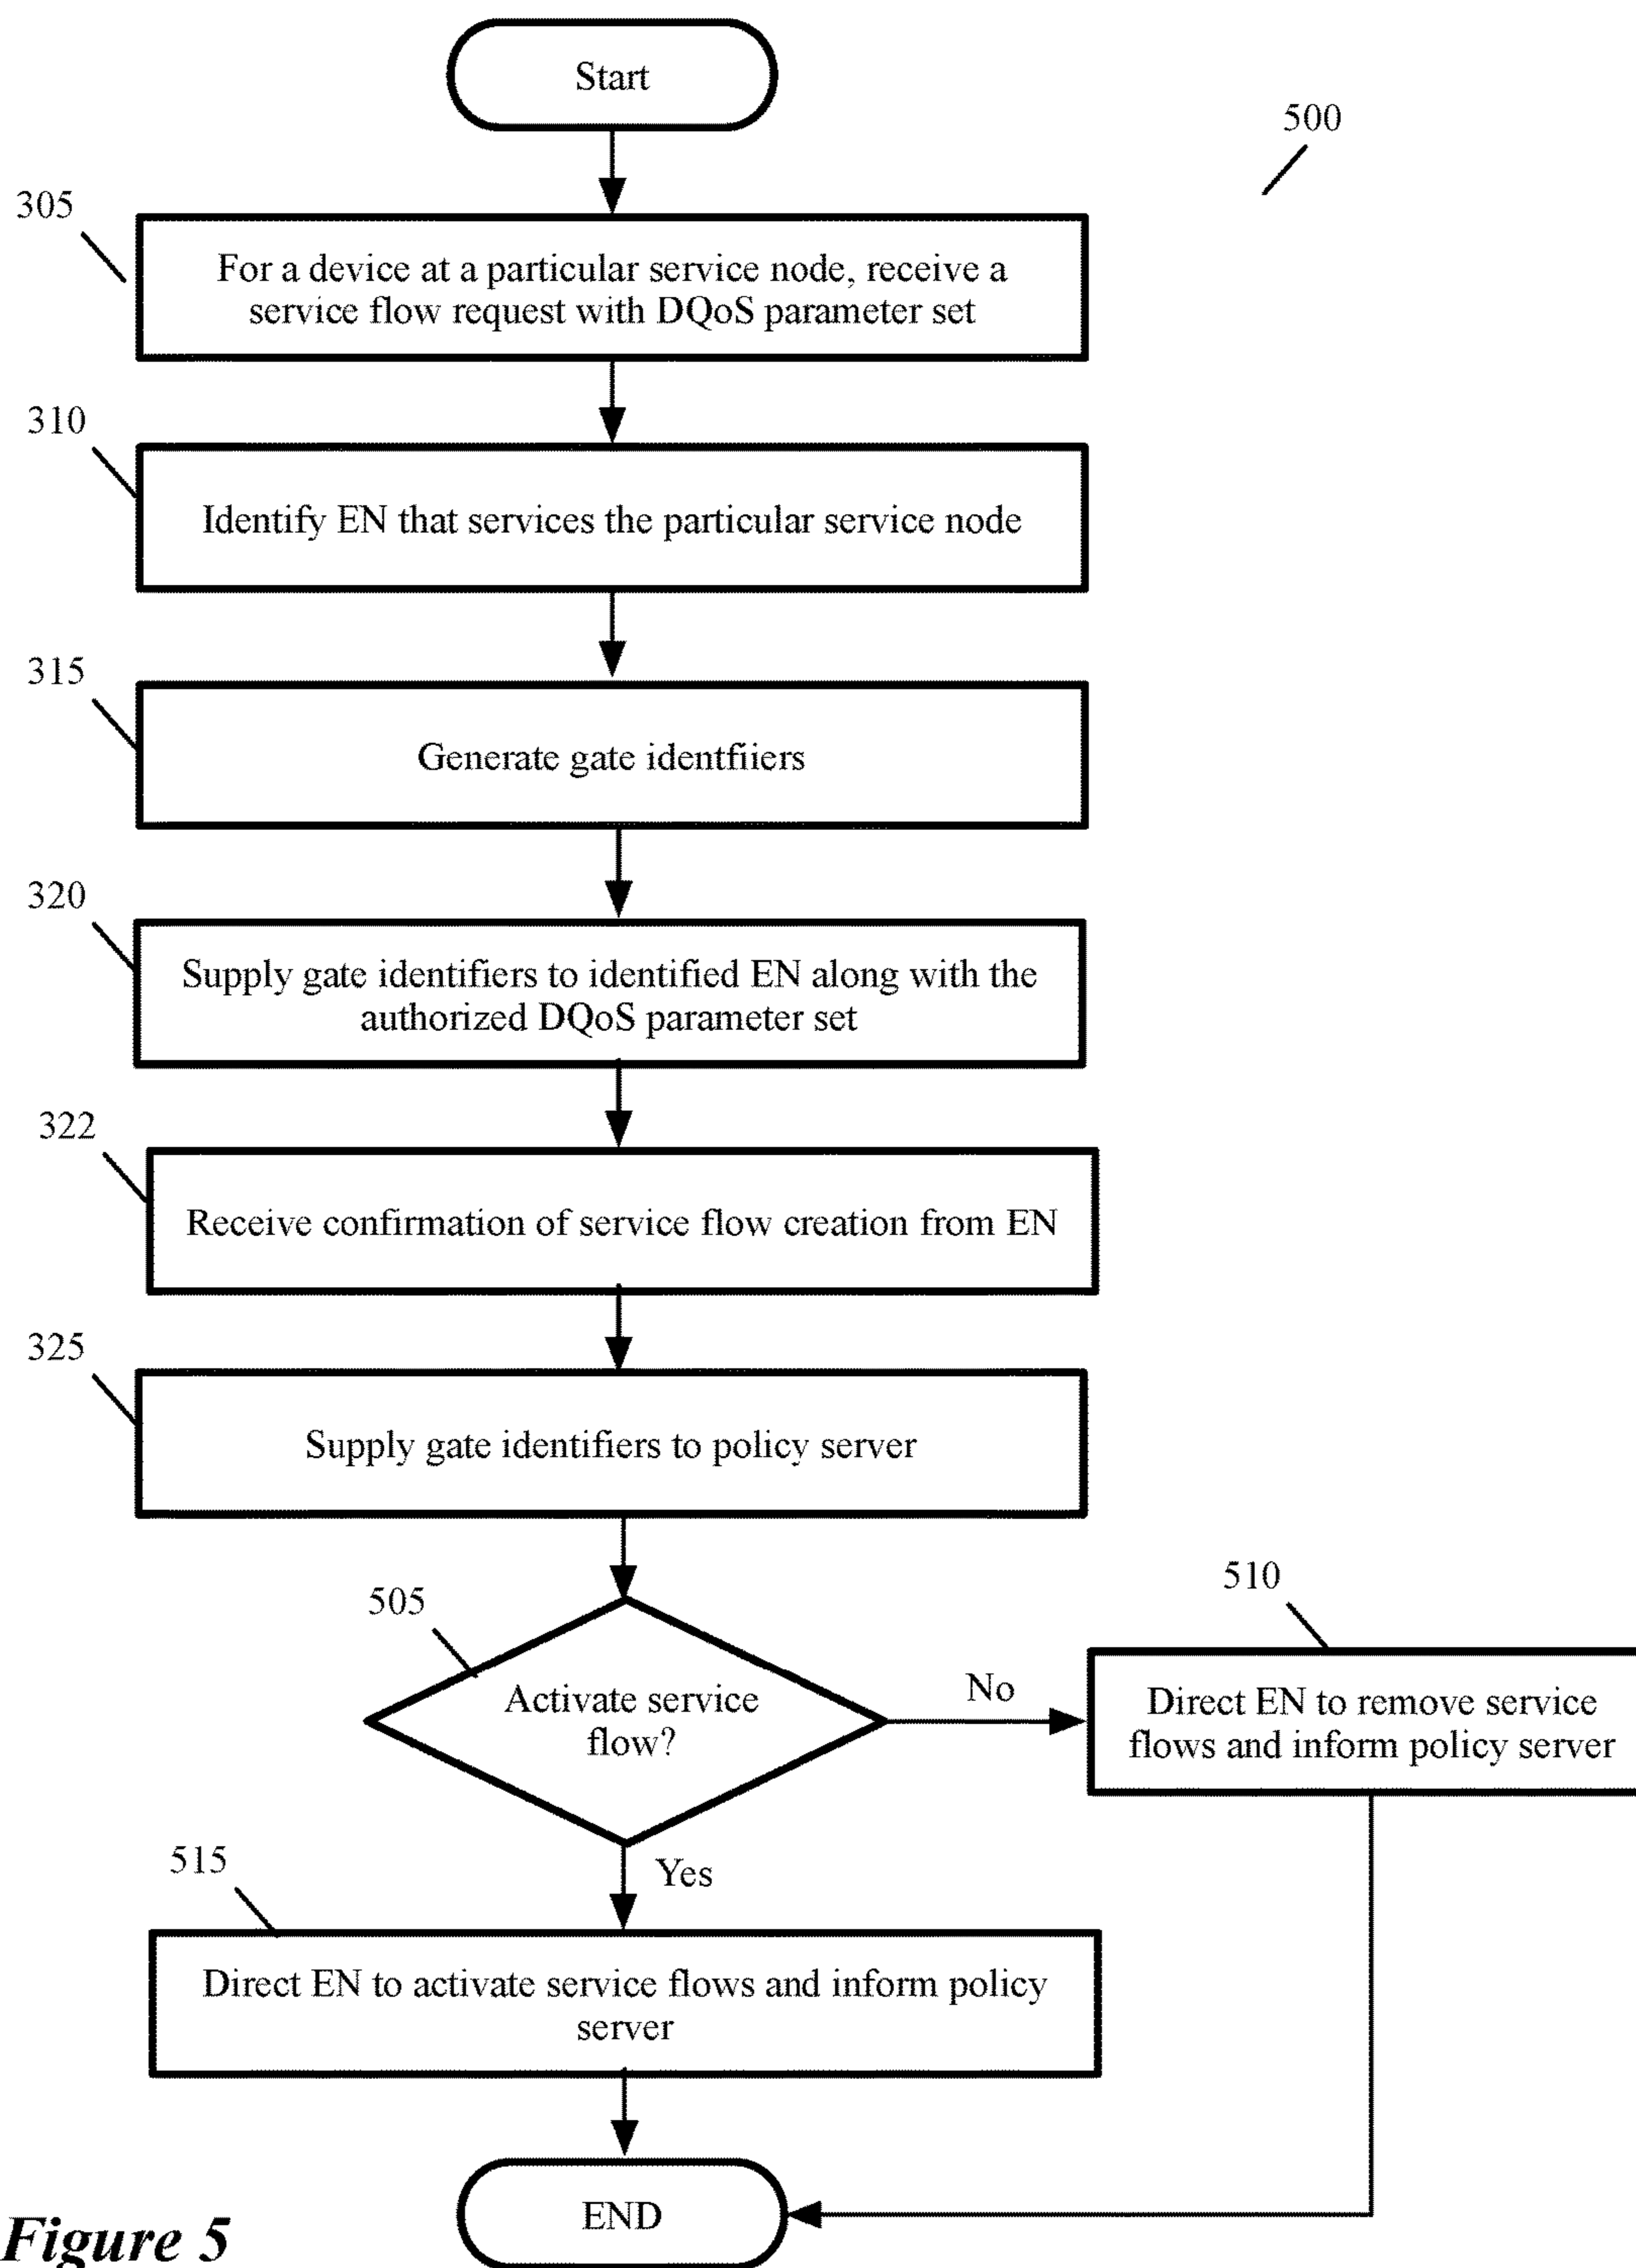 Start
500
305
For a device at a particular service node, receive a
service flow request with DQoS parameter set
310
Identify EN that services the particular service node
315
Generate gate identfiiers
320
Supply gate identifiers to identified EN along with the
authorized DQoS parameter set
322
Receive confirmation of service flow creation from EN
325
Supply gate identifiers to policy server
505
Activate service
flow?
No
510
Direct EN to remove service
flows and inform policy server
Yes
515
Direct EN to activate service flows and inform policy
server
END
Figure 5